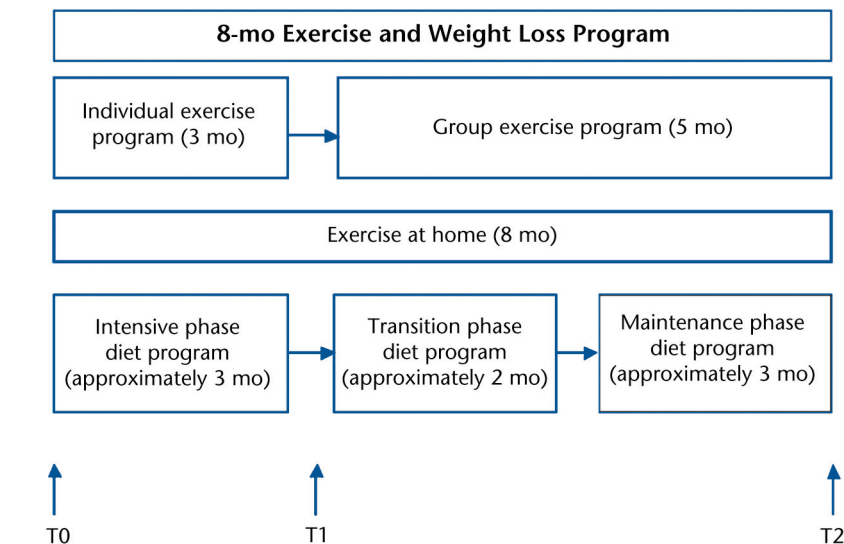 8-mo Exercise and Weight Loss Program
Individual exercise
program (3 mo)
Group exercise program (5 mo)
Exercise at home (8 mo)
Intensive phase
diet program
(approximately 3 mo)
Transition phase
diet program
(approximately 2 mo)
Maintenance phase
diet program
(approximately 3 mo)
T0
T1
T2